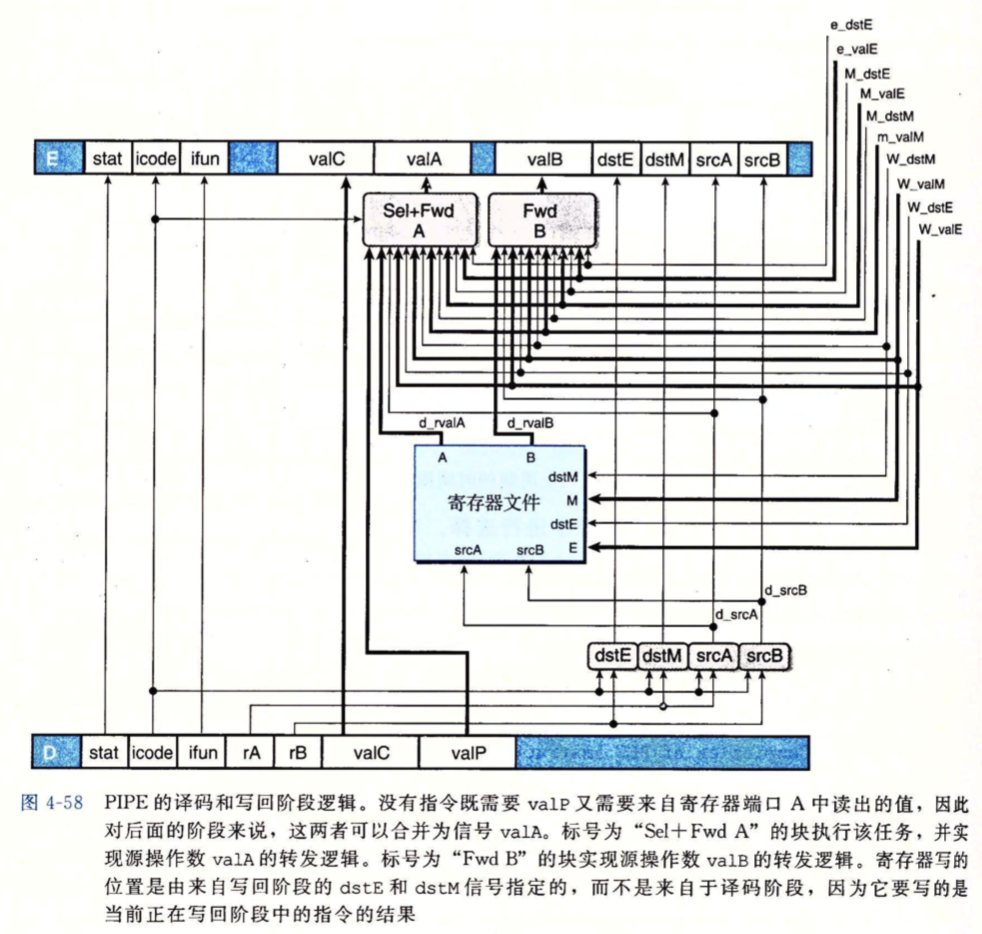 e_dstE
e_valE
M_dstE
M_valE
M_dstM
m_valM
W_dstM
W_valM
W_dstE
W_valE
E stat icode ifun valC valA valB dstE dstM srcA srcB
Sel+Fwd
A
Fwd
B
d_rvalA d_rvalB
A B
dstM
寄存器文件 M
dstE
srcA srcB E
d_srcB
d_srcA
dstE dstM srcA srcB
D stat icode ifun rA rB valC valP
图 4-58 PIPE 的译码和写回阶段逻辑。没有指令既需要 valP 又需要来自寄存器端口 A 中读出的值，因此
对后面的阶段来说，这两者可以合并为信号 valA。标号为“Sel+Fwd A”的块执行该任务，并实
现源操作数 valA 的转发逻辑。标号为“Fwd B”的块实现源操作数 valB 的转发逻辑。寄存器写的
位置是由来自写回阶段的 dstE 和 dstM 信号指定的，而不是来自于译码阶段，因为它要写的是
当前正在写回阶段中的指令的结果